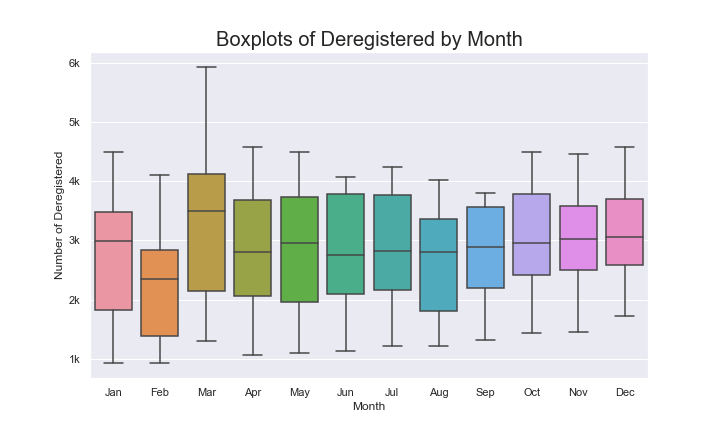 Boxplots of Deregistered by Month
Number of Deregistered
6k
5k
4k
3k
2k
1k
Jan Feb Mar Apr May Jun Jul Aug Sep Oct Nov Dec
Month